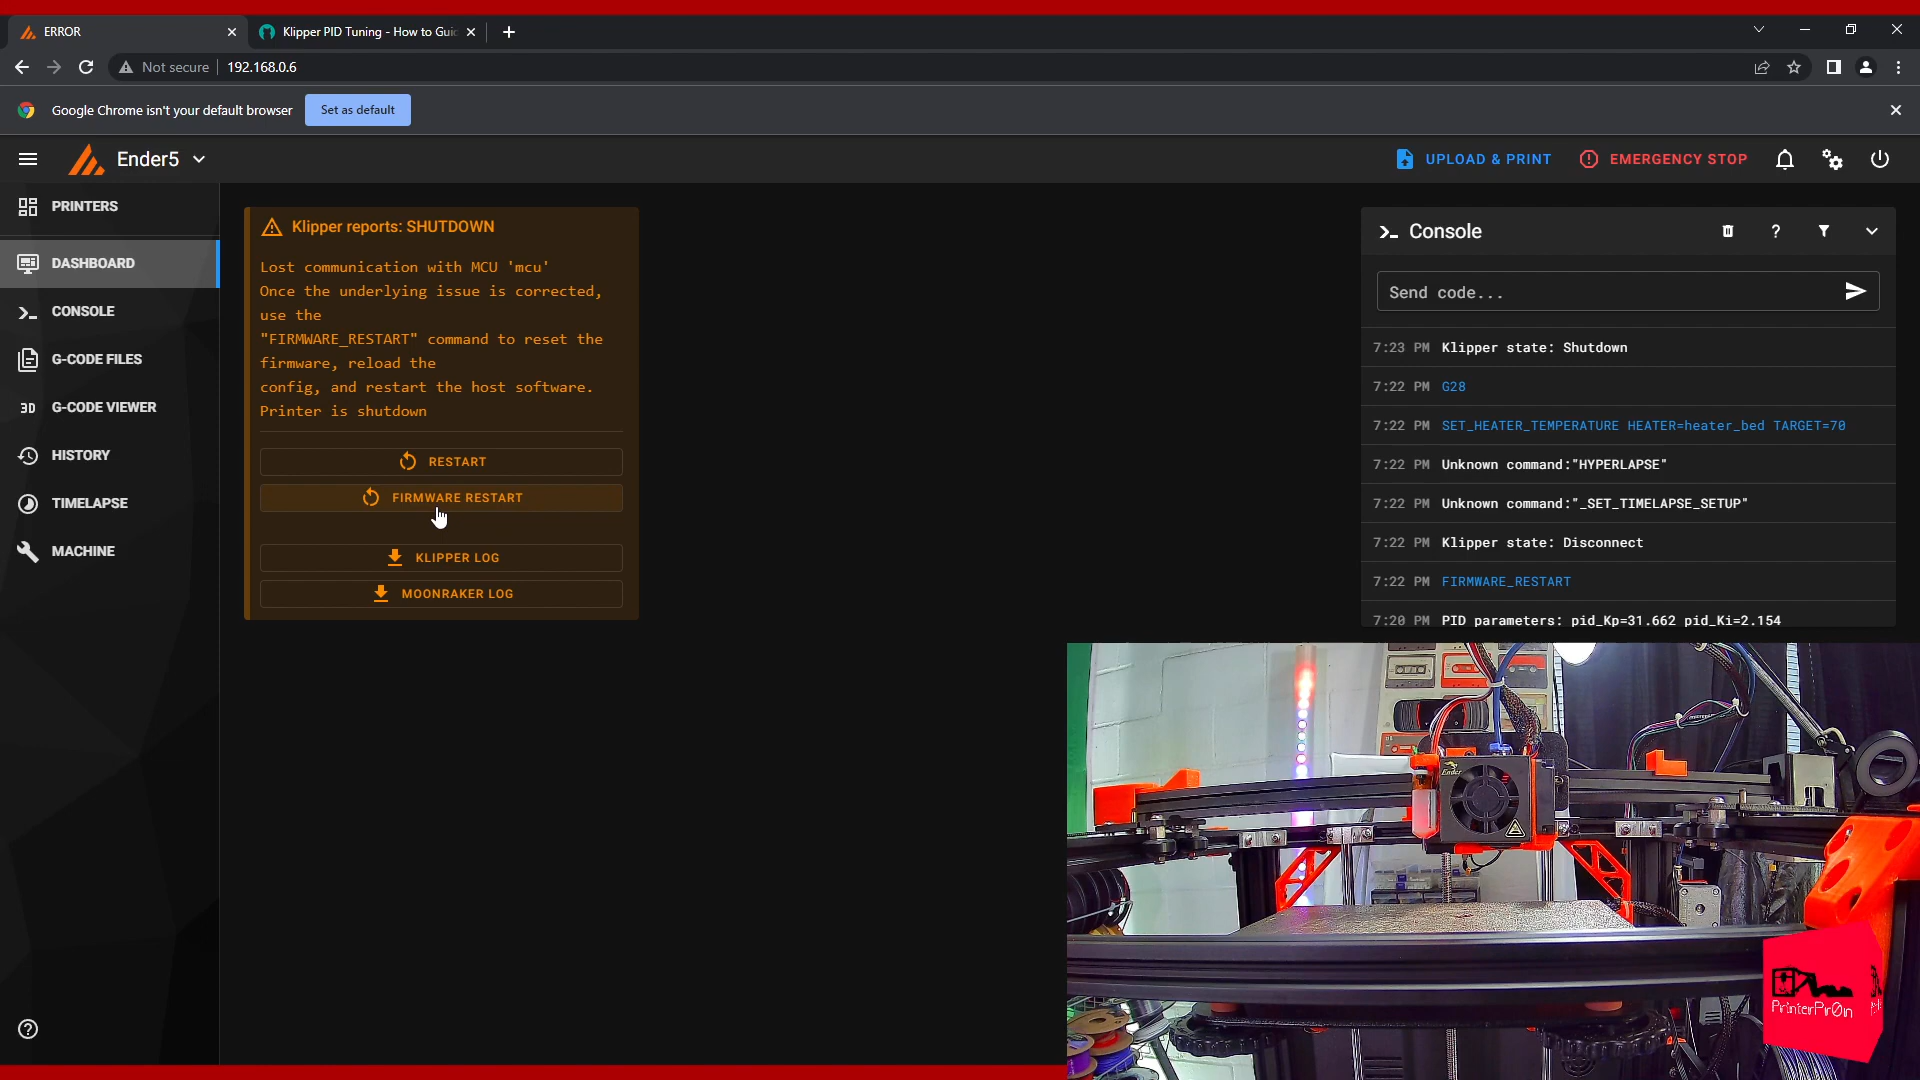 ERROR
Klipper PID Tuning - How to Gui
Not secure
192.168.0.6
Google Chrome isn't your default browser
Set as default
Ender5
UPLOAD & PRINT
EMERGENCY STOP
PRINTERS
DASHBOARD
CONSOLE
G-CODE FILES
3D G-CODE VIEWER
HISTORY
TIMELAPSE
MACHINE
Klipper reports: SHUTDOWN
Lost communication with MCU 'mcu'
Once the underlying issue is corrected,
use the
"FIRMWARE_RESTART" command to reset the
firmware, reload the
config, and restart the host software.
Printer is shutdown
RESTART
FIRMWARE RESTART
KLIPPER LOG
MOONRAKER LOG
Console
Send code...
7:23 PM Klipper state: Shutdown
7:22 PM G28
7:22 PM SET_HEATER_TEMPERATURE HEATER=heater_bed TARGET=70
7:22 PM Unknown command:"HYPERLAPSE"
7:22 PM Unknown command:"_SET_TIMELAPSE_SETUP"
7:22 PM Klipper state: Disconnect
7:22 PM FIRMWARE_RESTART
7:20 PM PID parameters: pid_Kp=31.662 pid_Ki=2.154
Ender
PrinterPr0n